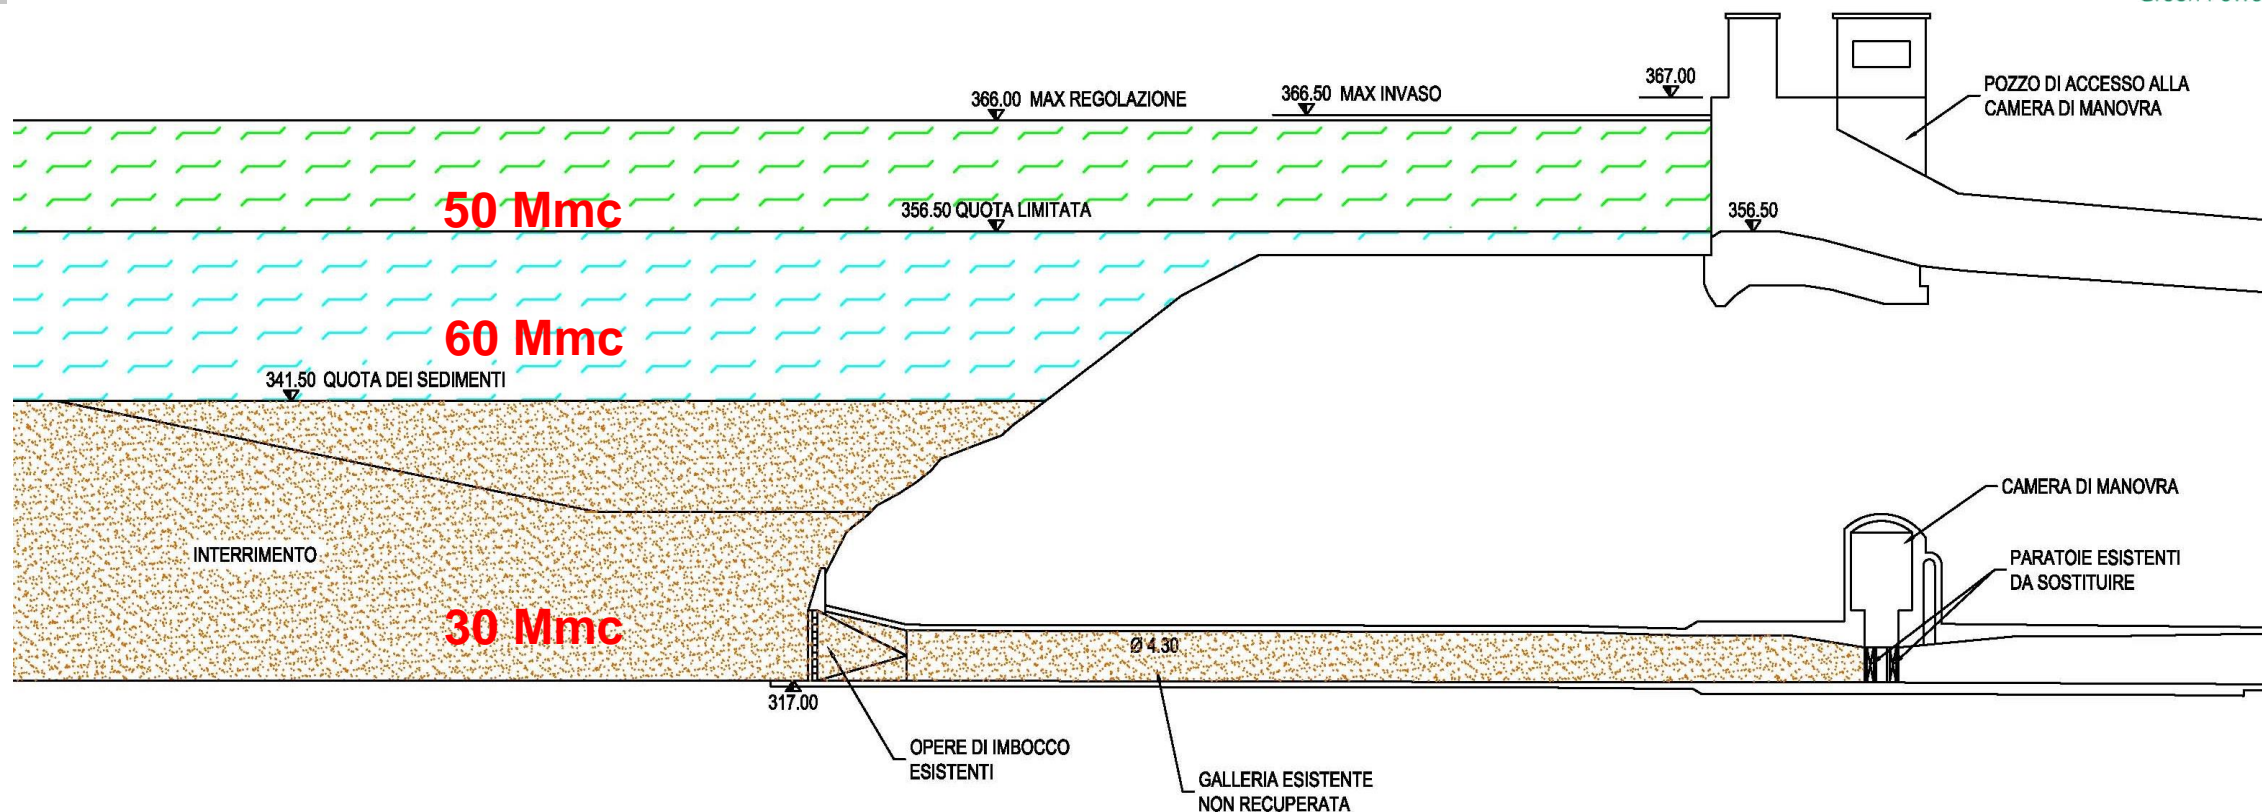 367.00
366.00 MAX REGOLAZIONE
366.50 MAX INVASO
POZZO DI ACCESSO ALLA
CAMERA DI MANOVRA
50 Mmc
356.50 QUOTA LIMITATA
356.50
60 Mmc
341.50 QUOTA DEI SEDIMENTI
CAMERA DI MANOVRA
INTERRIMENTO
PARATOIE ESISTENTI
DA SOSTITUIRE
30 Mmc
Ø 4.30
317.00
OPERE DI IMBOCCO
ESISTENTI
GALLERIA ESISTENTE
NON RECUPERATA